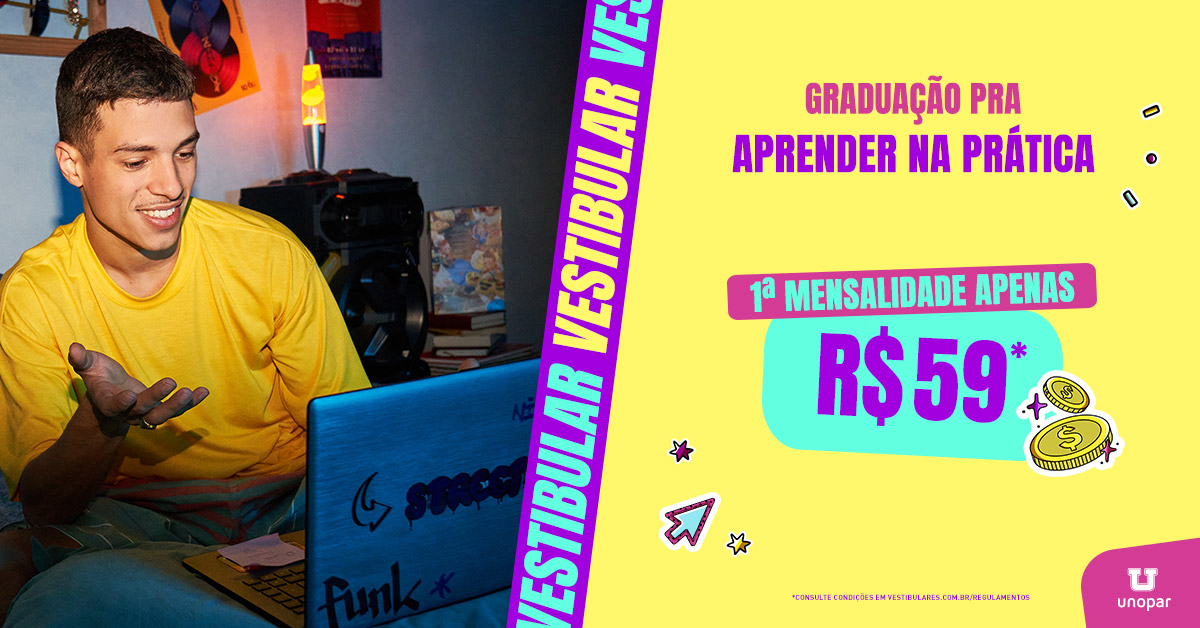 VESTIBULAR VESTIBULAR VES
GRADUAÇÃO PRA
APRENDER NA PRÁTICA
1ª MENSALIDADE APENAS
R$ 59*
*CONSULTE CONDIÇÕES EM VESTIBULARES.COM.BR/REGULAMENTOS
unopar
STREET
funk *